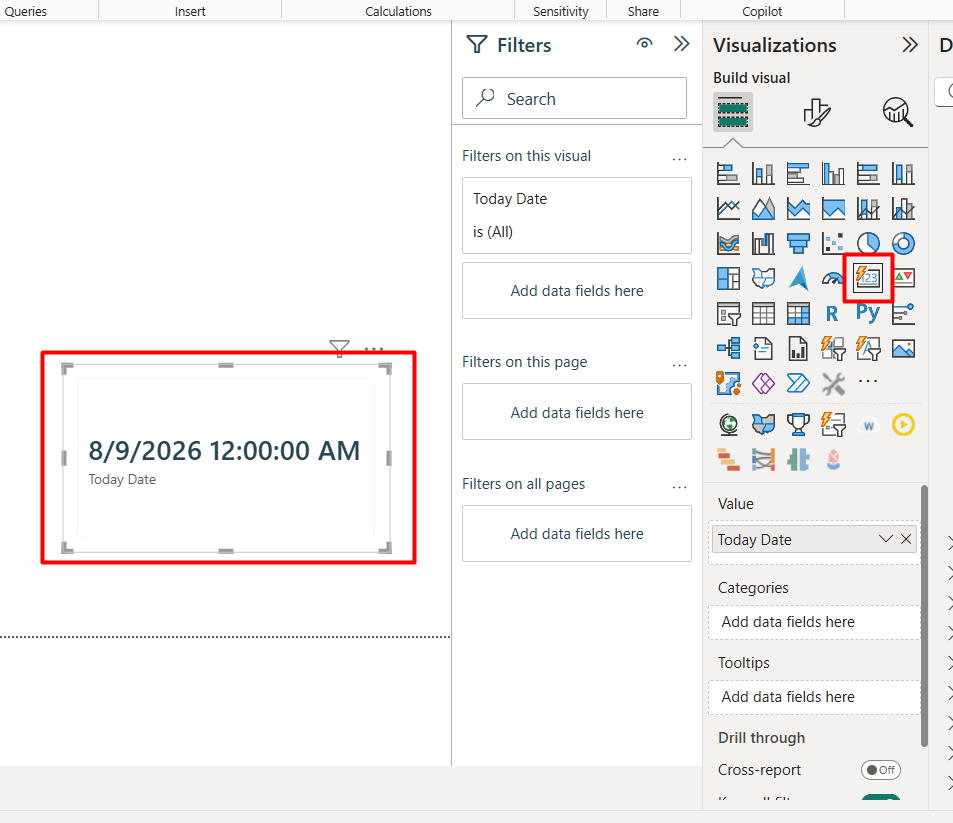 Queries
Insert
Calculations
Sensitivity
Share
Copilot
8/9/2026 12:00:00 AM
Today Date
Filters
Search
Filters on this visual
...
Today Date
is (All)
Add data fields here
Filters on this page
...
Add data fields here
Filters on all pages
...
Add data fields here
Visualizations
Build visual
123
R
Py
...
W
Value
Today Date
Categories
Add data fields here
Tooltips
Add data fields here
Drill through
Cross-report
Off
D